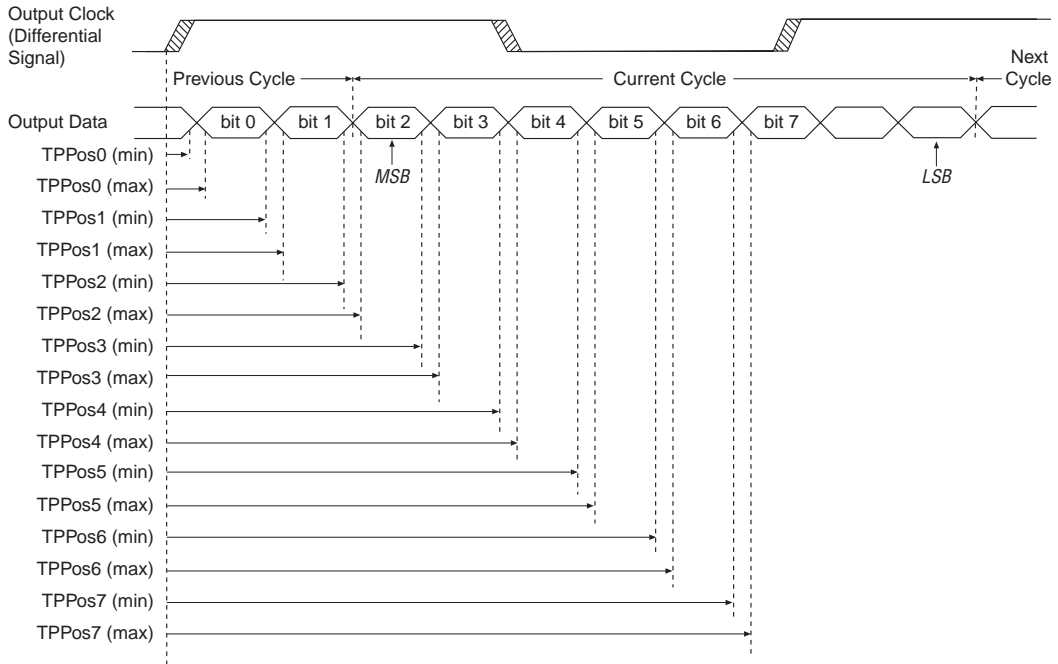 Output Clock
(Differential
Signal)
Previous Cycle
Current Cycle
Next
Cycle
Output Data
bit 0
bit 1
bit 2
bit 3
bit 4
bit 5
bit 6
bit 7
MSB
LSB
TPPos0 (min)
TPPos0 (max)
TPPos1 (min)
TPPos1 (max)
TPPos2 (min)
TPPos2 (max)
TPPos3 (min)
TPPos3 (max)
TPPos4 (min)
TPPos4 (max)
TPPos5 (min)
TPPos5 (max)
TPPos6 (min)
TPPos6 (max)
TPPos7 (min)
TPPos7 (max)